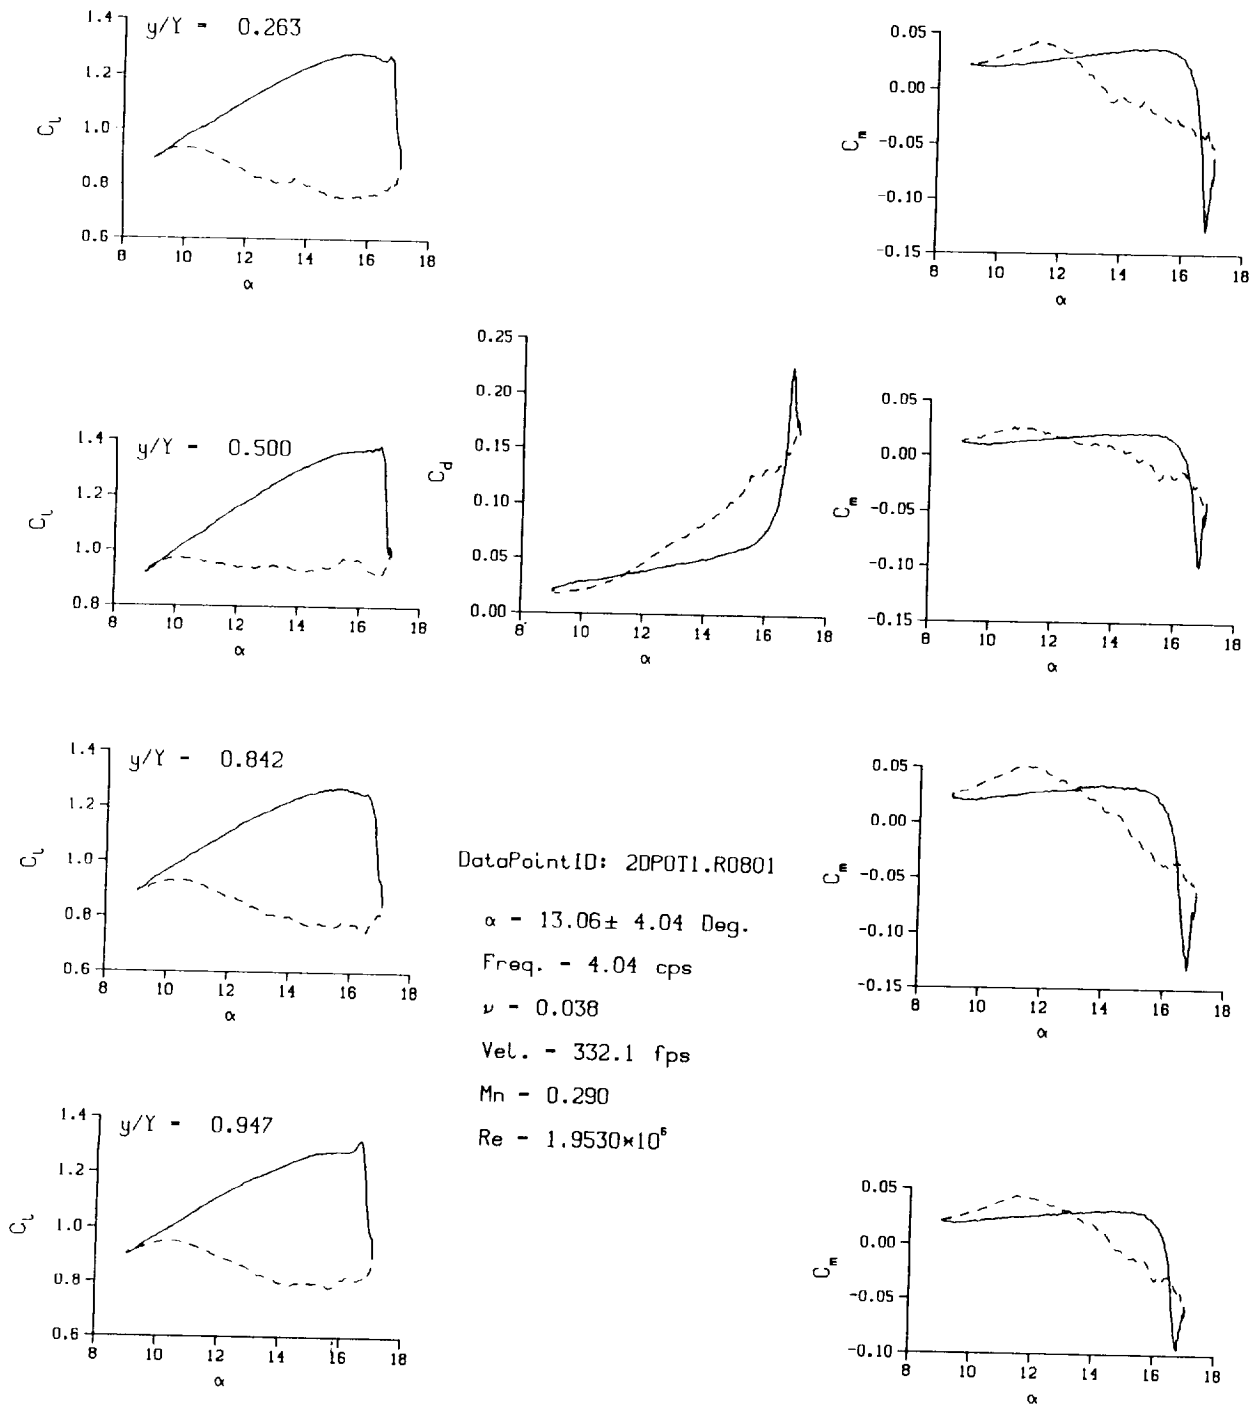 y/Y = 0.263
1.4
1.2
1.0
0.8
0.6
C_l
8 10 12 14 16 18
α
0.05
0.00
-0.05
-0.10
-0.15
C_m
8 10 12 14 16 18
α
y/Y - 0.500
1.4
1.2
1.0
0.8
C_l
8 10 12 14 16 18
α
0.25
0.20
0.15
0.10
0.05
0.00
C_d
8 10 12 14 16 18
α
0.05
0.00
-0.05
-0.10
-0.15
C_m
8 10 12 14 16 18
α
y/Y - 0.842
1.4
1.2
1.0
0.8
0.6
C_l
8 10 12 14 16 18
α
DataPointID: 2DPOT1.R0801
α - 13.06± 4.04 Deg.
Freq. - 4.04 cps
ν - 0.038
Vel. - 332.1 fps
Mn - 0.290
Re - 1.9530×10⁶
0.05
0.00
-0.05
-0.10
-0.15
C_m
8 10 12 14 16 18
α
y/Y - 0.947
1.4
1.2
1.0
0.8
0.6
C_l
8 10 12 14 16 18
α
0.05
0.00
-0.05
-0.10
C_m
8 10 12 14 16 18
α